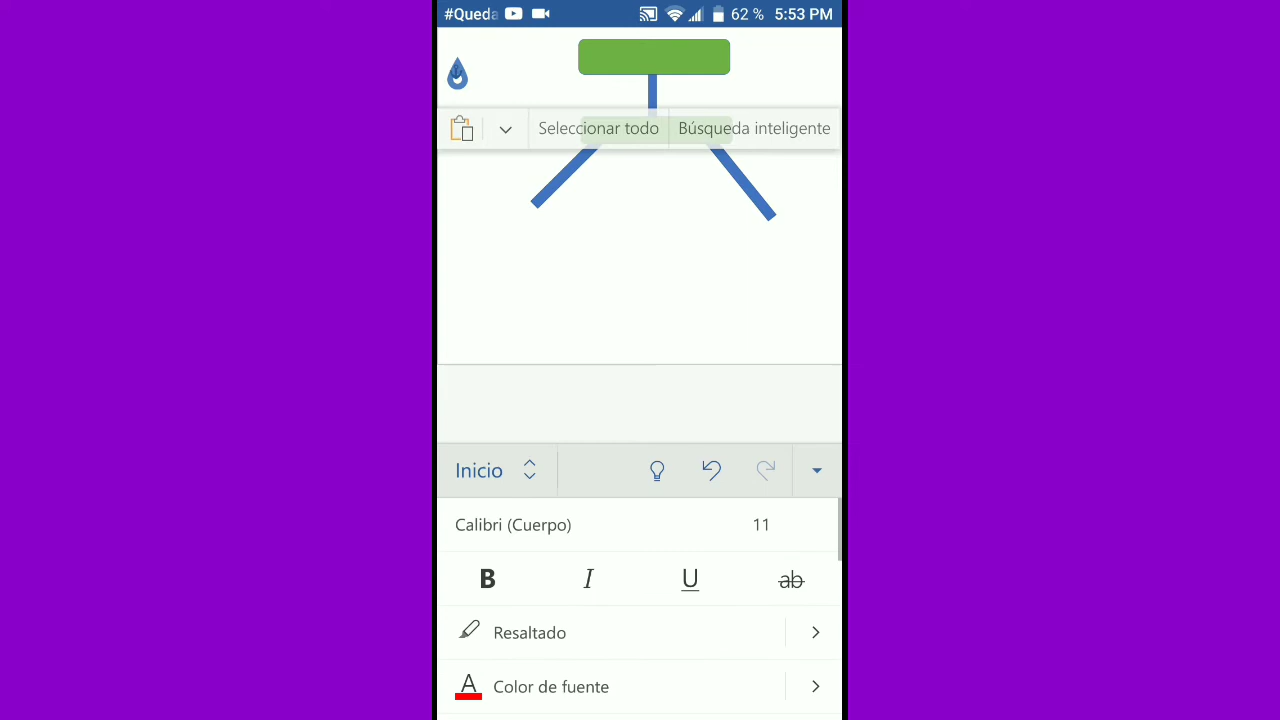 #Queda 62 % 5:53 PM
Seleccionar todo Búsqueda inteligente
Inicio
Calibri (Cuerpo) 11
B I U ab
Resaltado
A Color de fuente